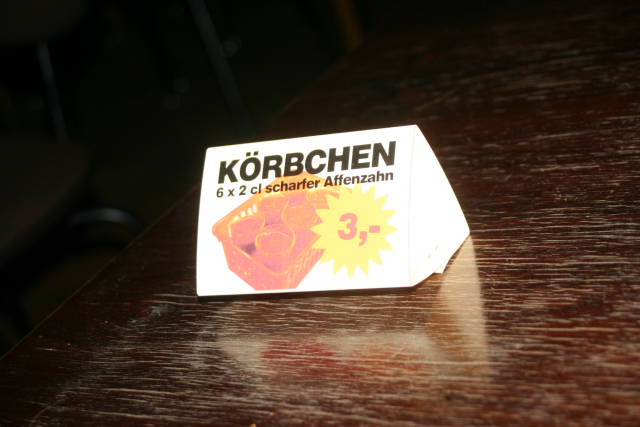 KÖRBCHEN
6 x 2 cl scharfer Affenzahn
3,-